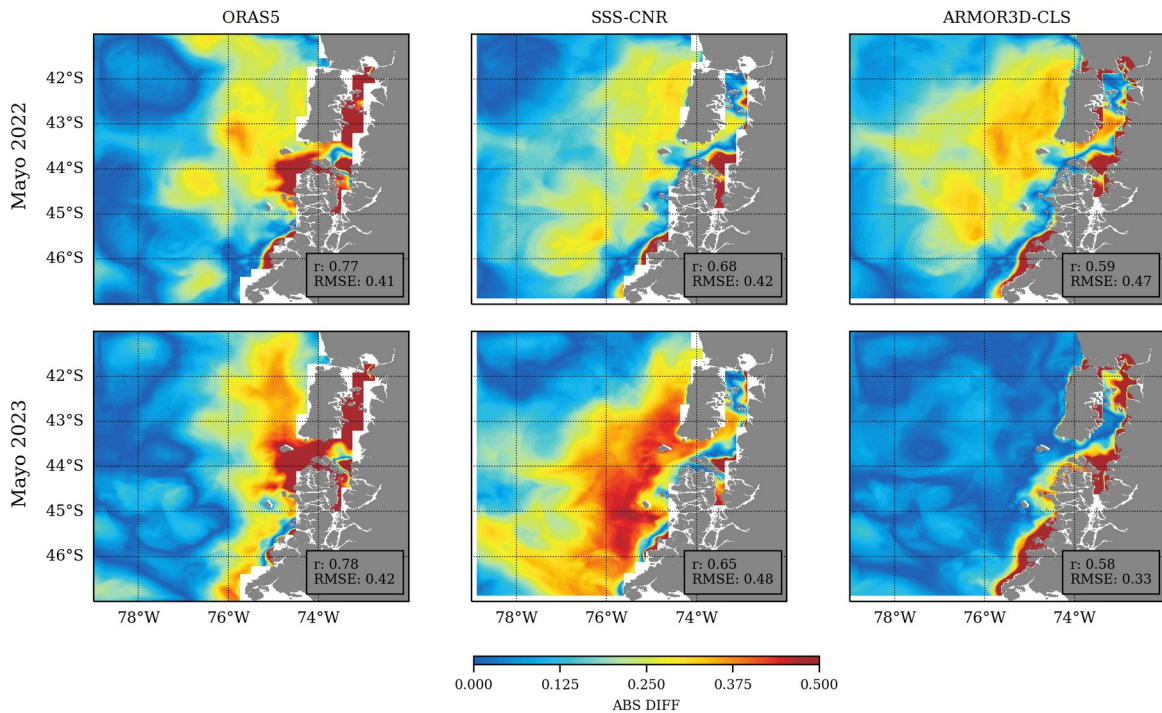 ORAS5
SSS-CNR
ARMOR3D-CLS
Mayo 2022
42°S
43°S
44°S
45°S
46°S
r: 0.77
RMSE: 0.41
r: 0.68
RMSE: 0.42
r: 0.59
RMSE: 0.47
Mayo 2023
42°S
43°S
44°S
45°S
46°S
r: 0.78
RMSE: 0.42
r: 0.65
RMSE: 0.48
r: 0.58
RMSE: 0.33
78°W 76°W 74°W
78°W 76°W 74°W
78°W 76°W 74°W
0.000 0.125 0.250 0.375 0.500
ABS DIFF